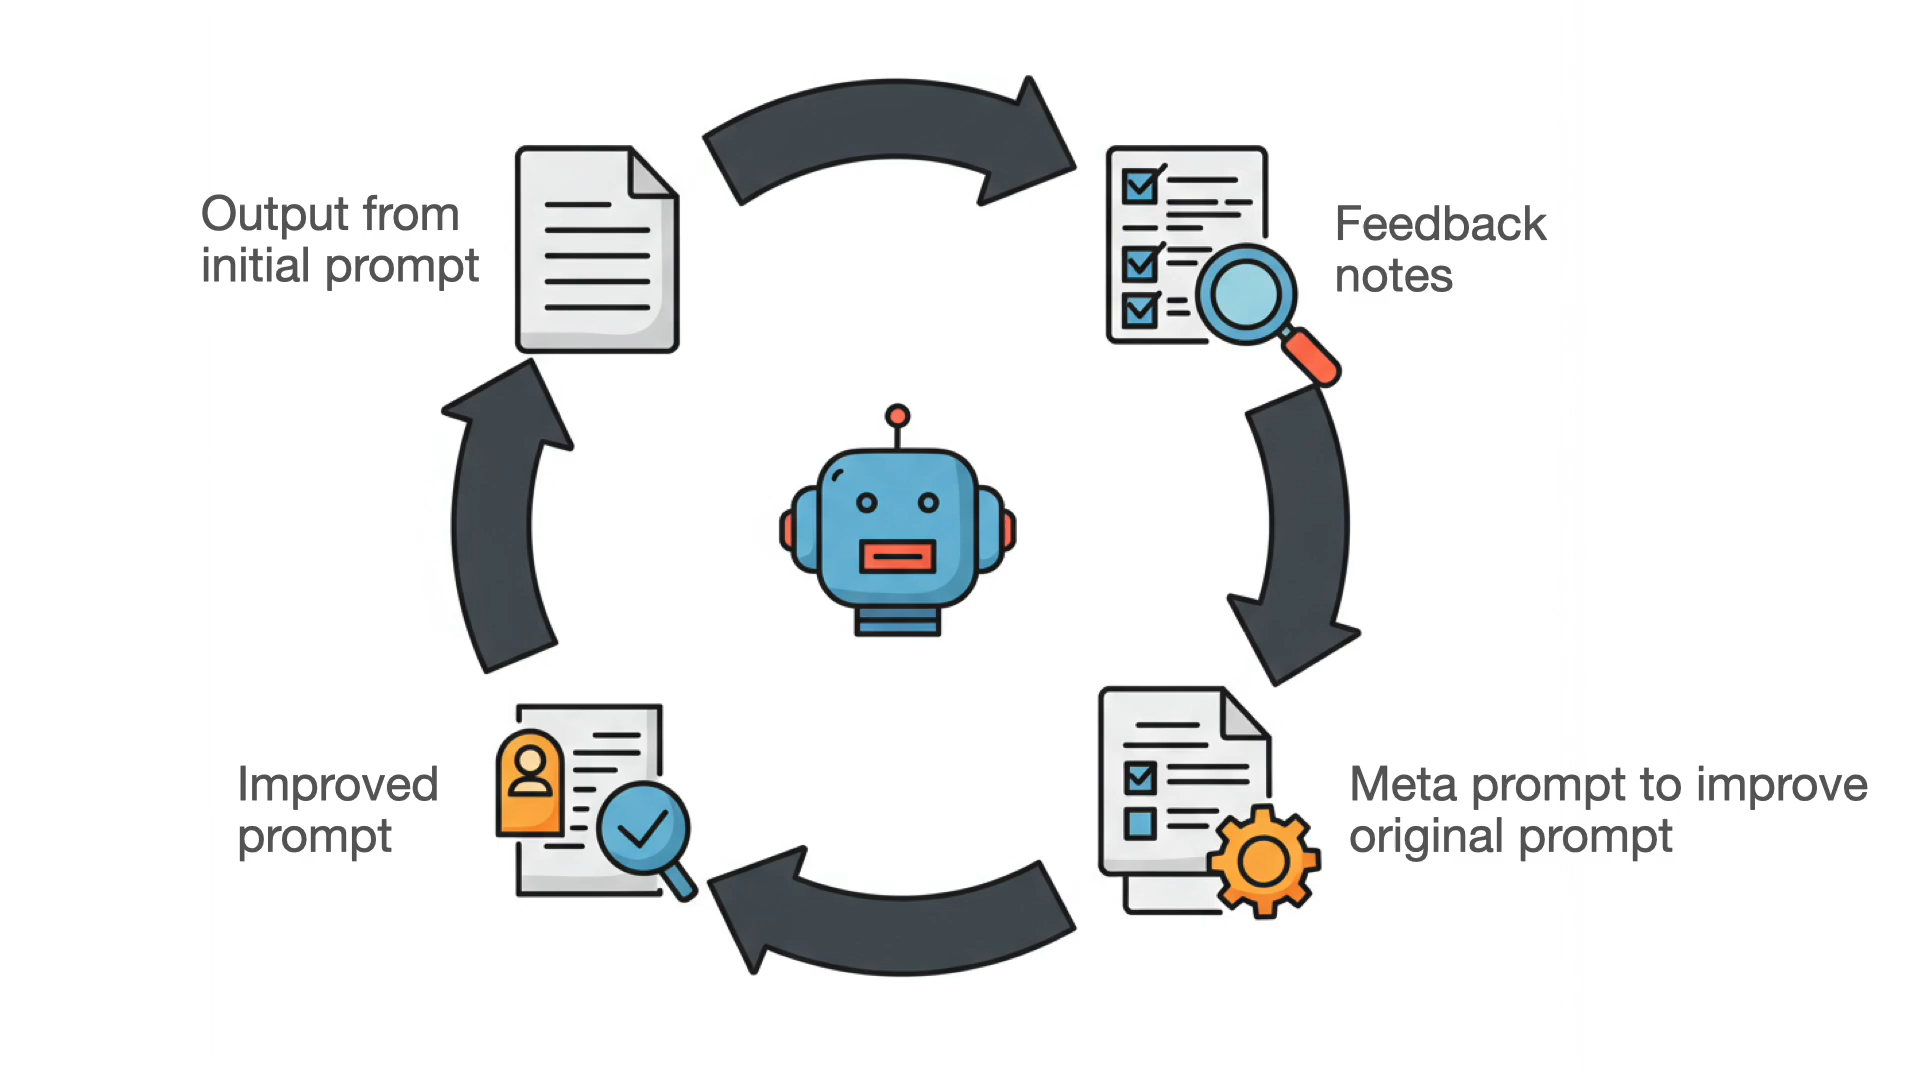 Output from
initial prompt
Feedback
notes
Improved
prompt
Meta prompt to improve
original prompt